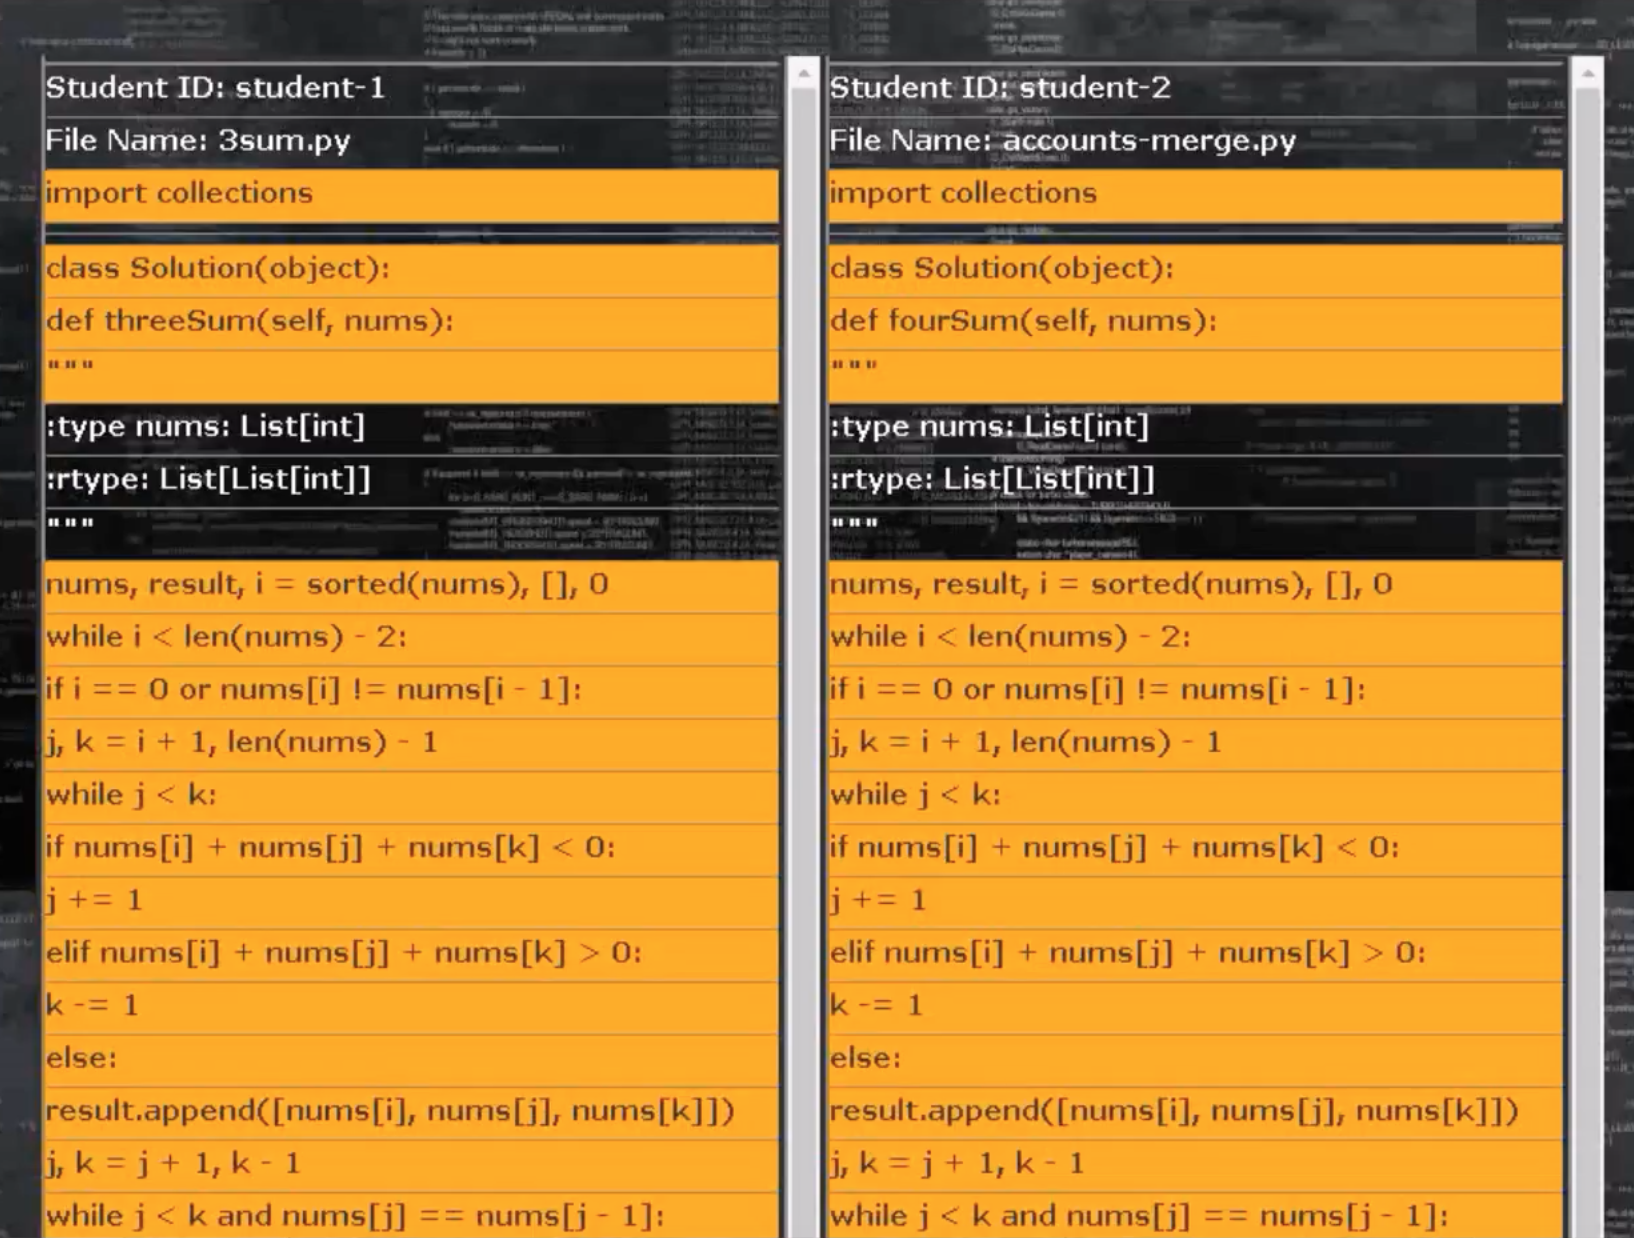 Student ID: student-1
File Name: 3sum.py
import collections
class Solution(object):
def threeSum(self, nums):
"""
:type nums: List[int]
:rtype: List[List[int]]
"""
nums, result, i = sorted(nums), [], 0
while i < len(nums) - 2:
if i == 0 or nums[i] != nums[i - 1]:
j, k = i + 1, len(nums) - 1
while j < k:
if nums[i] + nums[j] + nums[k] < 0:
j += 1
elif nums[i] + nums[j] + nums[k] > 0:
k -= 1
else:
result.append([nums[i], nums[j], nums[k]])
j, k = j + 1, k - 1
while j < k and nums[j] == nums[j - 1]:
Student ID: student-2
File Name: accounts-merge.py
import collections
class Solution(object):
def fourSum(self, nums):
"""
:type nums: List[int]
:rtype: List[List[int]]
"""
nums, result, i = sorted(nums), [], 0
while i < len(nums) - 2:
if i == 0 or nums[i] != nums[i - 1]:
j, k = i + 1, len(nums) - 1
while j < k:
if nums[i] + nums[j] + nums[k] < 0:
j += 1
elif nums[i] + nums[j] + nums[k] > 0:
k -= 1
else:
result.append([nums[i], nums[j], nums[k]])
j, k = j + 1, k - 1
while j < k and nums[j] == nums[j - 1]: